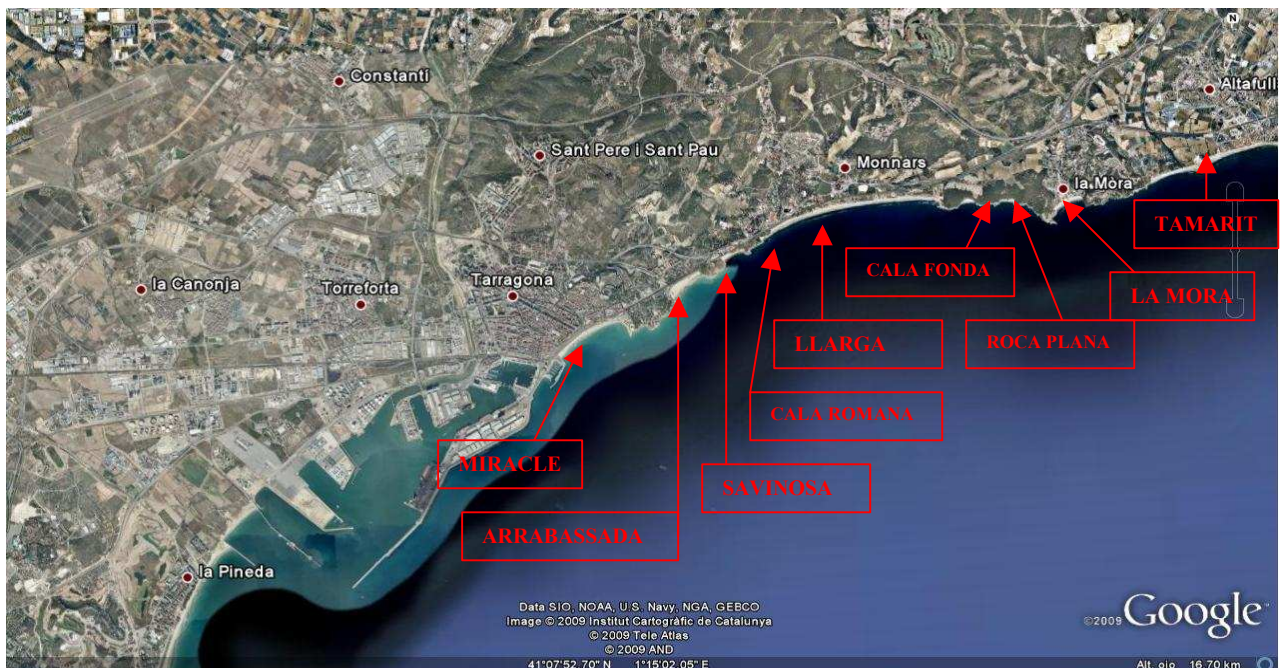 N
Constantí
Altafull
Sant Pere i Sant Pau
Monnars
la Móra
TAMARIT
CALA FONDA
la Canonja
Torreforta
Tarragona
LA MORA
LLARGA
ROCA PLANA
CALA ROMANA
MIRACLE
SAVINOSA
ARRABASSADA
la Pineda
Data SIO, NOAA, U.S. Navy, NGA, GEBCO
Image © 2009 Institut Cartogràfic de Catalunya
© 2009 Tele Atlas
© 2009 AND
©2009 Google
41°07'52.70" N 1°15'02.05" E
Alt. ojo 16.70 km